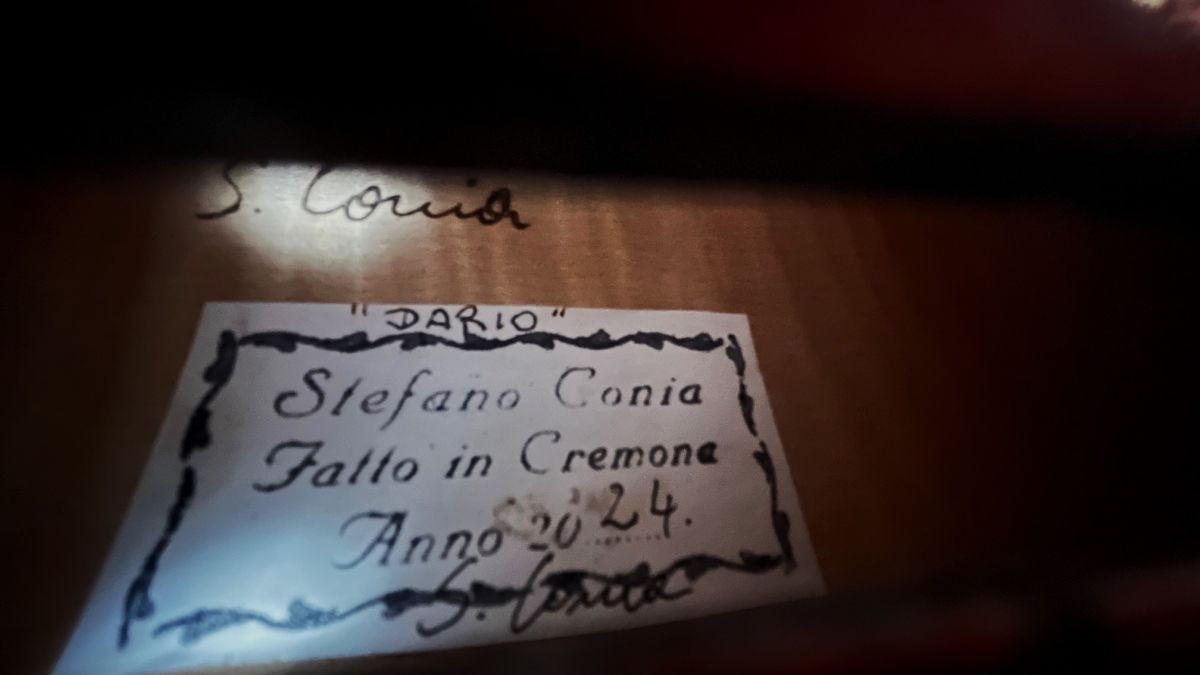 S. Conia
"DARIO"
Stefano Conia
Fatto in Cremona
Anno 2024.
S. Conia